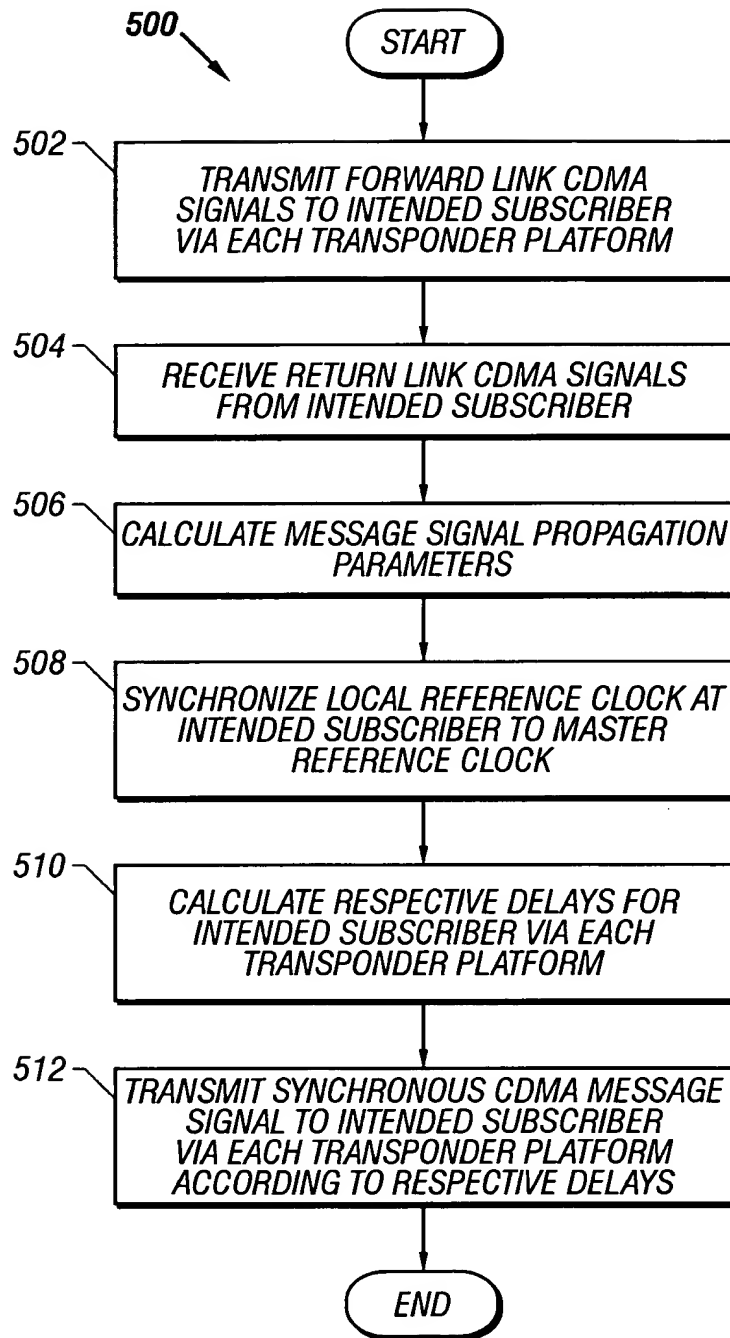 500
START
502
TRANSMIT FORWARD LINK CDMA
SIGNALS TO INTENDED SUBSCRIBER
VIA EACH TRANSPONDER PLATFORM
504
RECEIVE RETURN LINK CDMA SIGNALS
FROM INTENDED SUBSCRIBER
506
CALCULATE MESSAGE SIGNAL PROPAGATION
PARAMETERS
508
SYNCHRONIZE LOCAL REFERENCE CLOCK AT
INTENDED SUBSCRIBER TO MASTER
REFERENCE CLOCK
510
CALCULATE RESPECTIVE DELAYS FOR
INTENDED SUBSCRIBER VIA EACH
TRANSPONDER PLATFORM
512
TRANSMIT SYNCHRONOUS CDMA MESSAGE
SIGNAL TO INTENDED SUBSCRIBER
VIA EACH TRANSPONDER PLATFORM
ACCORDING TO RESPECTIVE DELAYS
END